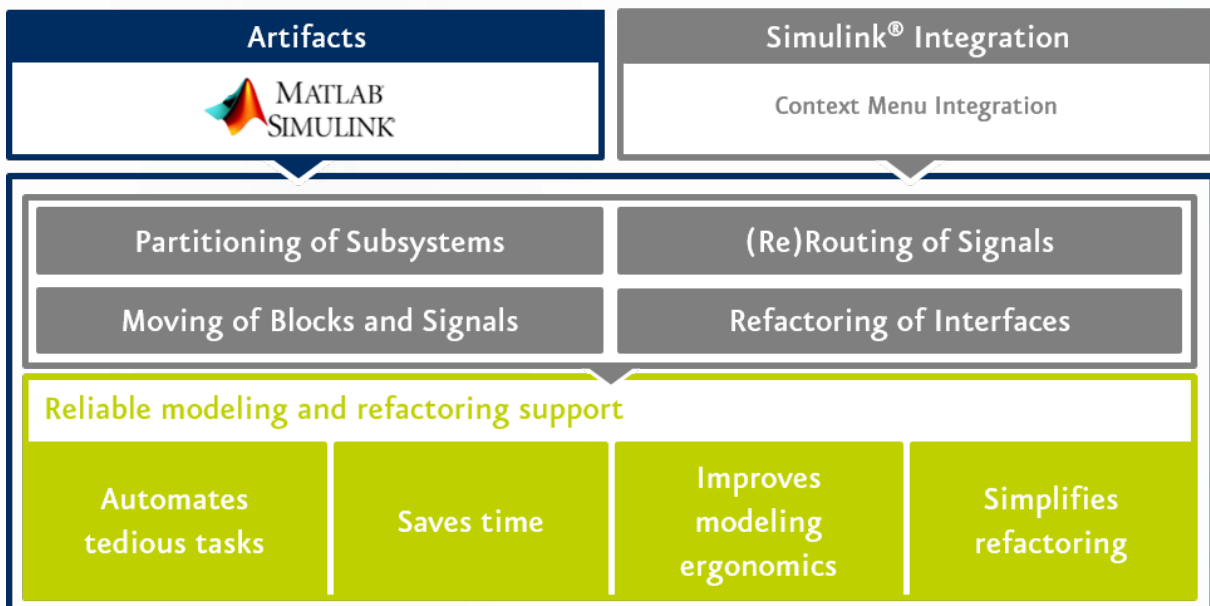 Artifacts
MATLAB
SIMULINK®
Simulink® Integration
Context Menu Integration
Partitioning of Subsystems
(Re)Routing of Signals
Moving of Blocks and Signals
Refactoring of Interfaces
Reliable modeling and refactoring support
Automates
tedious tasks
Saves time
Improves
modeling
ergonomics
Simplifies
refactoring